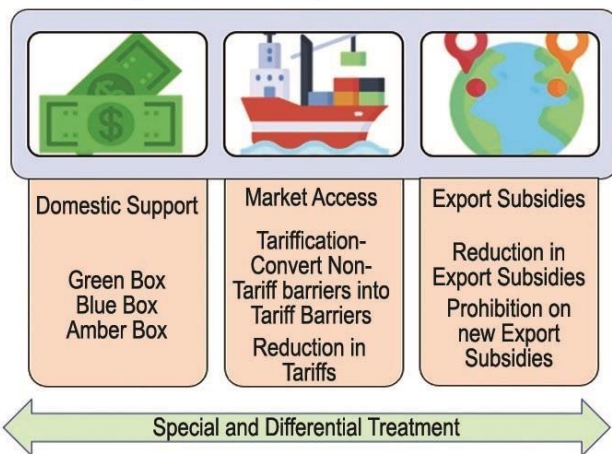 Domestic Support
Green Box
Blue Box
Amber Box
Market Access
Tariffication-
Convert Non-
Tariff barriers into
Tariff Barriers
Reduction in
Tariffs
Export Subsidies
Reduction in
Export Subsidies
Prohibition on
new Export
Subsidies
Special and Differential Treatment